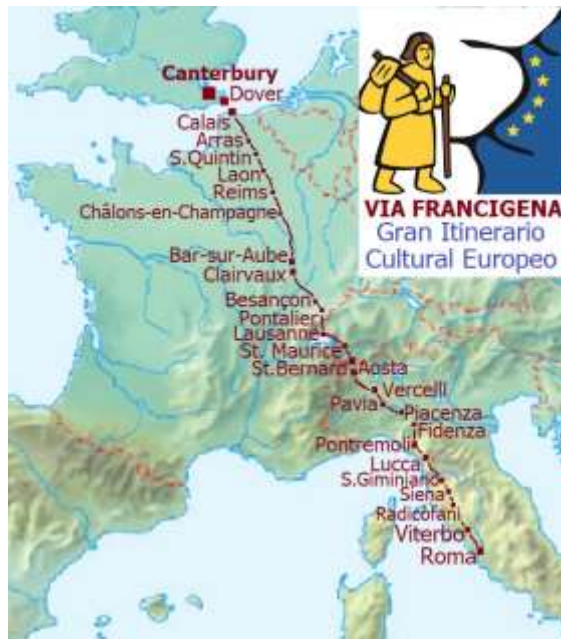 Canterbury
Dover
Calais
Arras
S.Quintin
Laon
Reims
Châlons-en-Champagne
Bar-sur-Aube
Clairvaux
Besançon
Pontalier
Lausanne
St. Maurice
St.Bernard
Aosta
Vercelli
Pavia
Piacenza
Fidenza
Pontremoli
Lucca
S.Giminiano
Siena
Radicofani
Viterbo
Roma
VIA FRANCIGENA
Gran Itinerario
Cultural Europeo